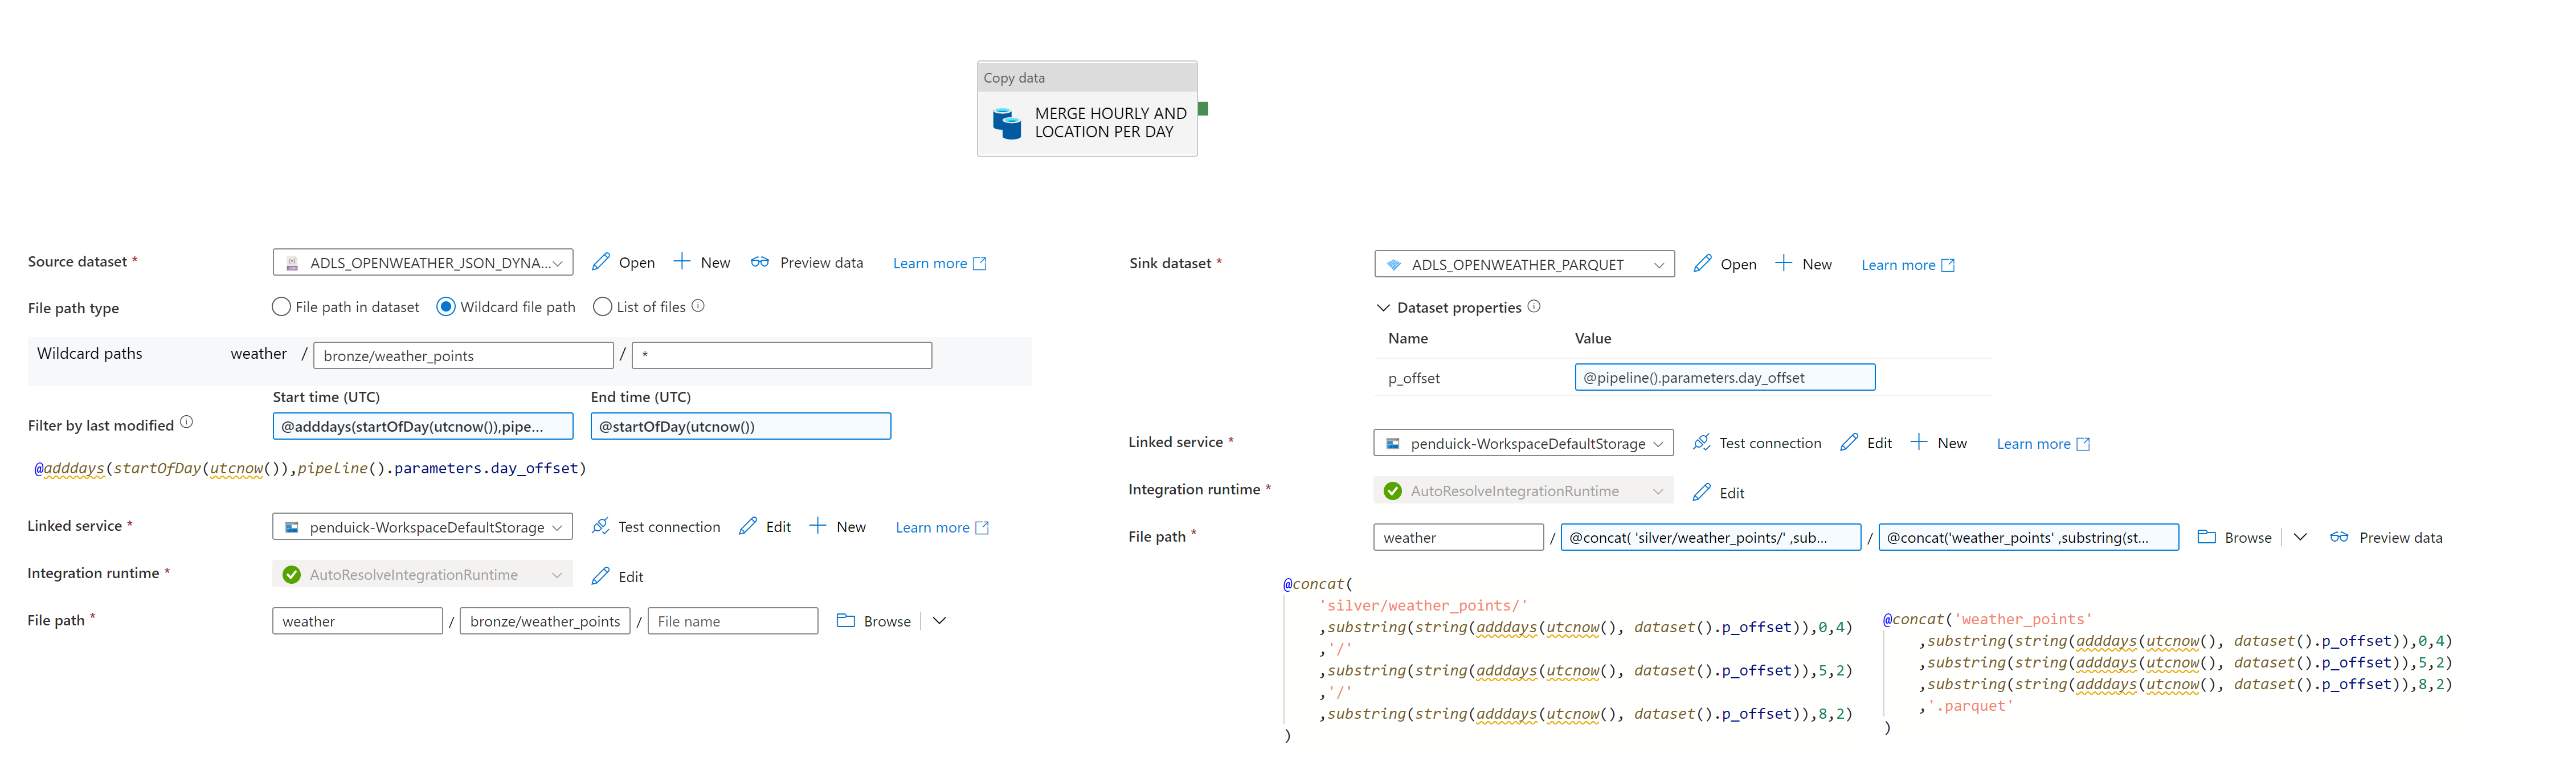 Copy data
MERGE HOURLY AND
LOCATION PER DAY
Source dataset *
ADLS_OPENWEATHER_JSON_DYNA...
Open
New
Preview data
Learn more
File path type
File path in dataset
Wildcard file path
List of files
Wildcard paths
weather / bronze/weather_points / *
Start time (UTC)
End time (UTC)
Filter by last modified
@adddays(startOfDay(utcnow()),pipe...
@startOfDay(utcnow())
@adddays(startOfDay(utcnow()),pipeline().parameters.day_offset)
Linked service *
penduick-WorkspaceDefaultStorage
Test connection
Edit
New
Learn more
Integration runtime *
AutoResolveIntegrationRuntime
Edit
File path *
weather / bronze/weather_points / File name
Browse
Sink dataset *
ADLS_OPENWEATHER_PARQUET
Open
New
Learn more
Dataset properties
Name
Value
p_offset
@pipeline().parameters.day_offset
Linked service *
penduick-WorkspaceDefaultStorage
Test connection
Edit
New
Learn more
Integration runtime *
AutoResolveIntegrationRuntime
Edit
File path *
weather / @concat( 'silver/weather_points/' ,sub... / @concat('weather_points' ,substring(st...
Browse
Preview data
@concat(
'silver/weather_points/'
,substring(string(adddays(utcnow(), dataset().p_offset)),0,4)
,'/'
,substring(string(adddays(utcnow(), dataset().p_offset)),5,2)
,'/'
,substring(string(adddays(utcnow(), dataset().p_offset)),8,2)
)
@concat('weather_points'
,substring(string(adddays(utcnow(), dataset().p_offset)),0,4)
,substring(string(adddays(utcnow(), dataset().p_offset)),5,2)
,substring(string(adddays(utcnow(), dataset().p_offset)),8,2)
,'.parquet'
)